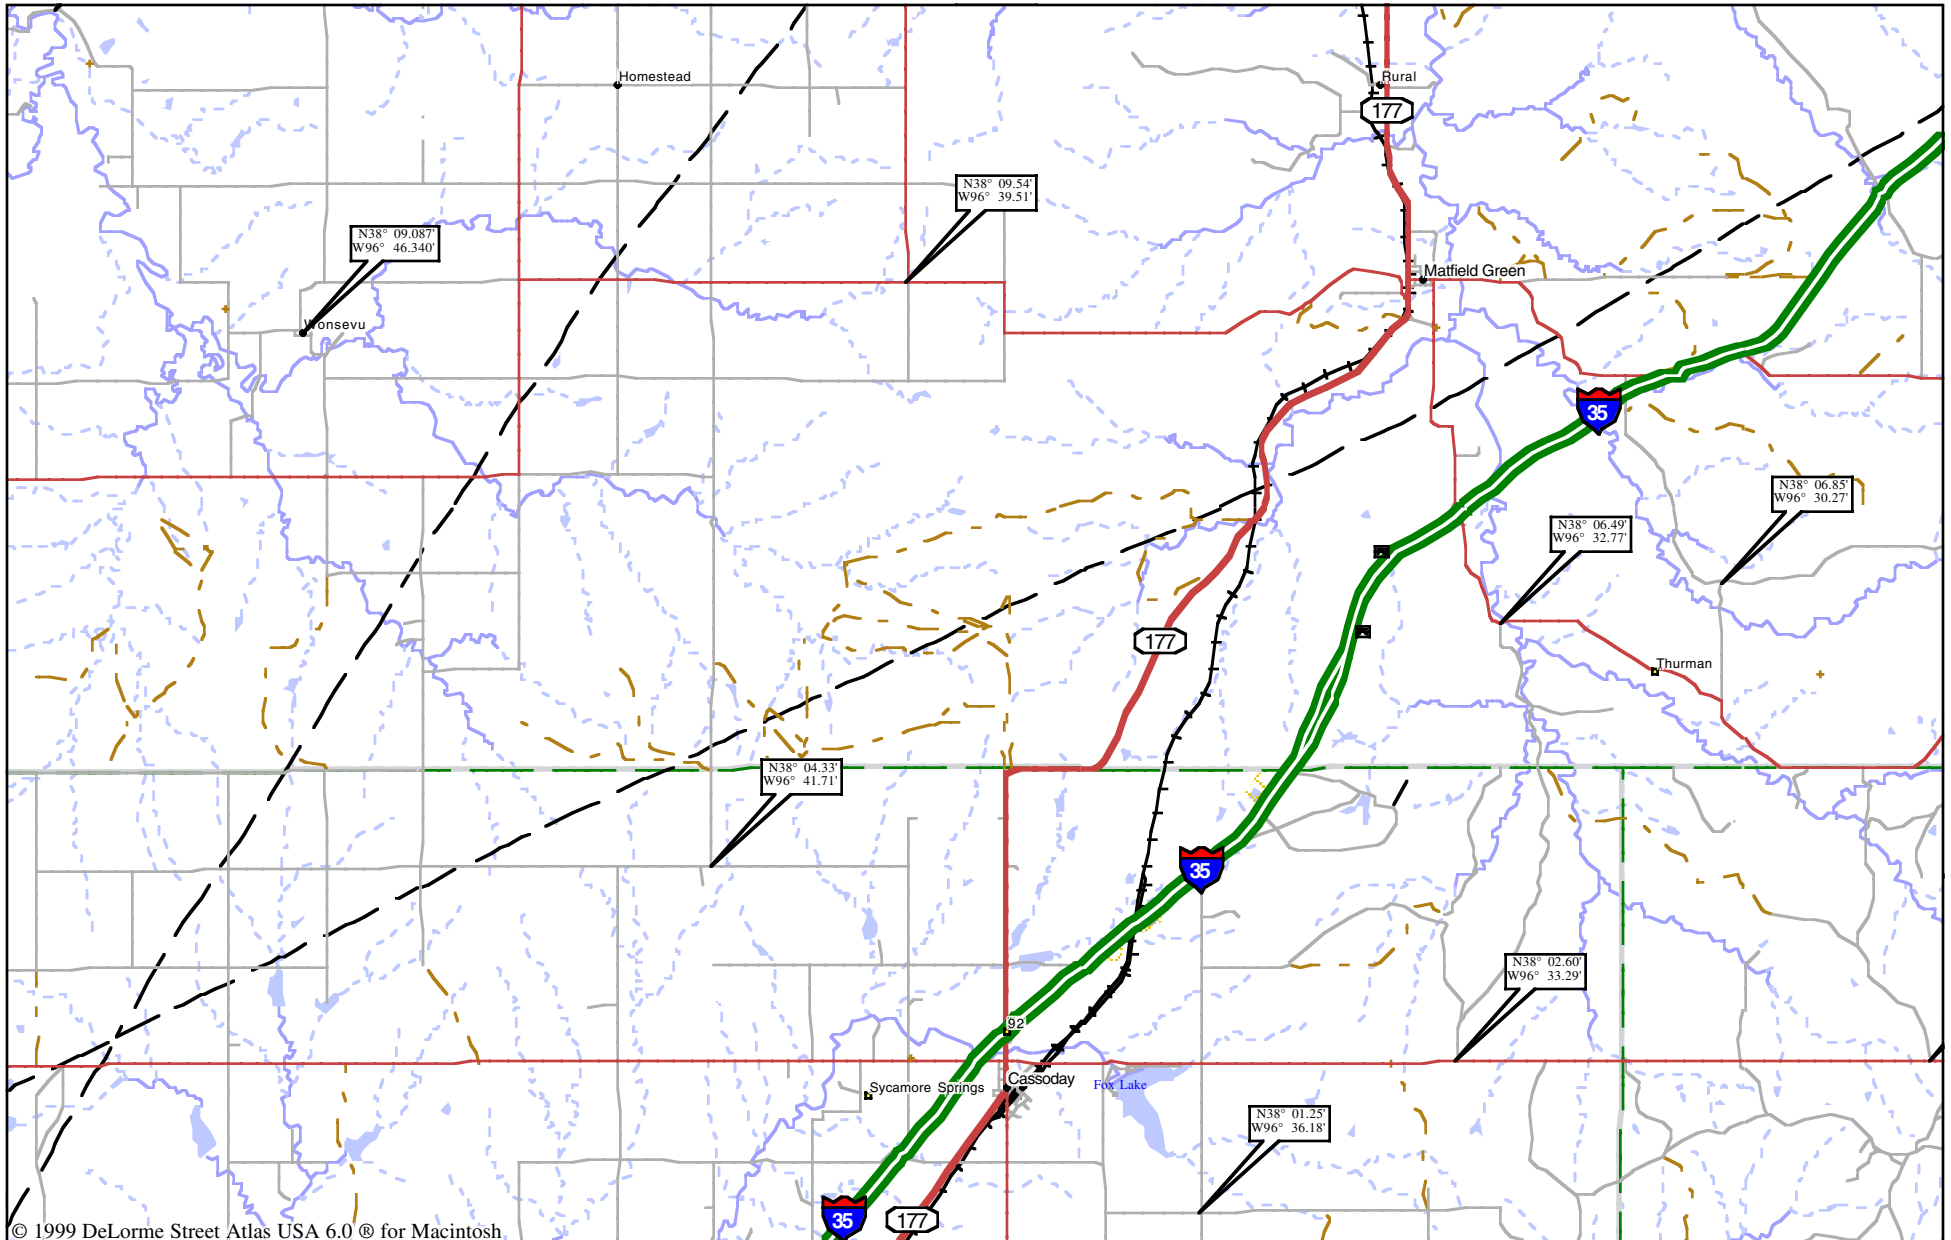 Homestead
Rural
177
N38° 09.54'
W96° 39.51'
N38° 09.087'
W96° 46.340'
Matfield Green
Wonsevu
35
N38° 06.85'
W96° 30.27'
N38° 06.49'
W96° 32.77'
177
Thurman
N38° 04.33'
W96° 41.71'
35
N38° 02.60'
W96° 33.29'
92
Cassoday
Sycamore Springs
Fox Lake
N38° 01.25'
W96° 36.18'
35
177
© 1999 DeLorme Street Atlas USA 6.0 ® for Macintosh